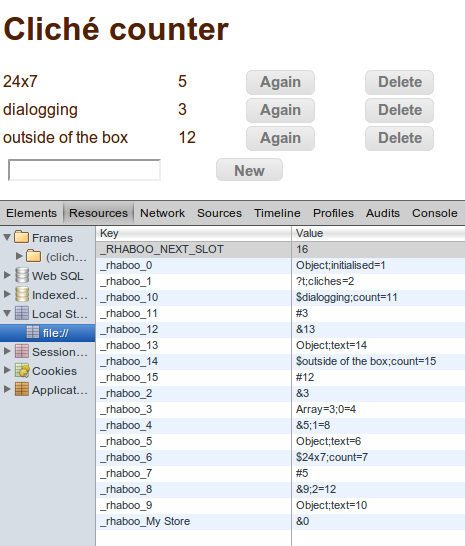 Cliché counter
24x7 5 Again Delete
dialogging 3 Again Delete
outside of the box 12 Again Delete
New
Elements Resources Network Sources Timeline Profiles Audits Console
Frames Key Value
(clich... _RHABOO_NEXT_SLOT 16
Web SQL _rhaboo_0 Object;initialised=1
Indexed... _rhaboo_1 ?t;cliches=2
Local St... _rhaboo_10 $dialogging;count=11
file:// _rhaboo_11 #3
Session... _rhaboo_12 &13
Cookies _rhaboo_13 Object;text=14
Applicat... _rhaboo_14 $outside of the box;count=15
_rhaboo_15 #12
_rhaboo_2 &3
_rhaboo_3 Array=3;0=4
_rhaboo_4 &5;1=8
_rhaboo_5 Object;text=6
_rhaboo_6 $24x7;count=7
_rhaboo_7 #5
_rhaboo_8 &9;2=12
_rhaboo_9 Object;text=10
_rhaboo_My Store &0